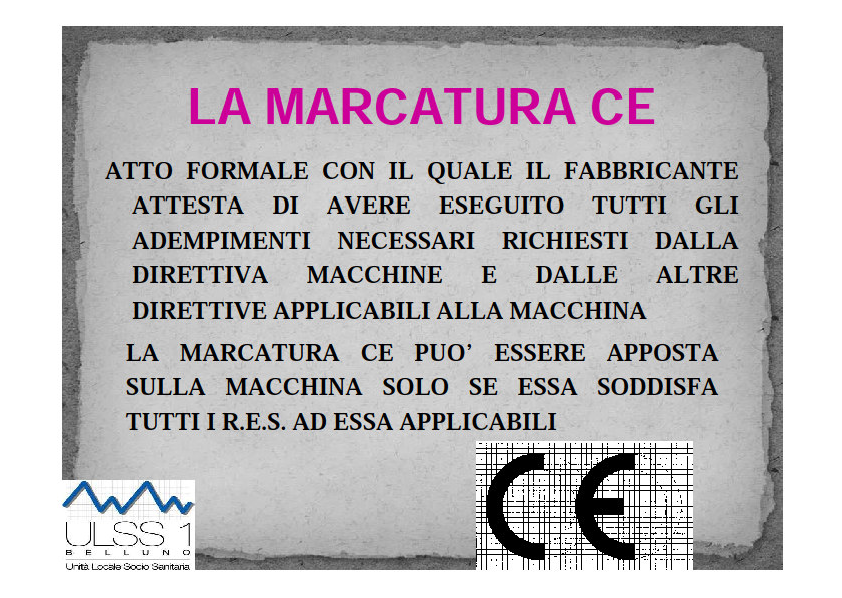 LA MARCATURA CE
ATTO FORMALE CON IL QUALE IL FABBRICANTE
ATTESTA DI AVERE ESEGUITO TUTTI GLI
ADEMPIMENTI NECESSARI RICHIESTI DALLA
DIRETTIVA MACCHINE E DALLE ALTRE
DIRETTIVE APPLICABILI ALLA MACCHINA
LA MARCATURA CE PUO’ ESSERE APPOSTA
SULLA MACCHINA SOLO SE ESSA SODDISFA
TUTTI I R.E.S. AD ESSA APPLICABILI
CE
ULSS 1
BELLUNO
Unità Locale Socio Sanitaria